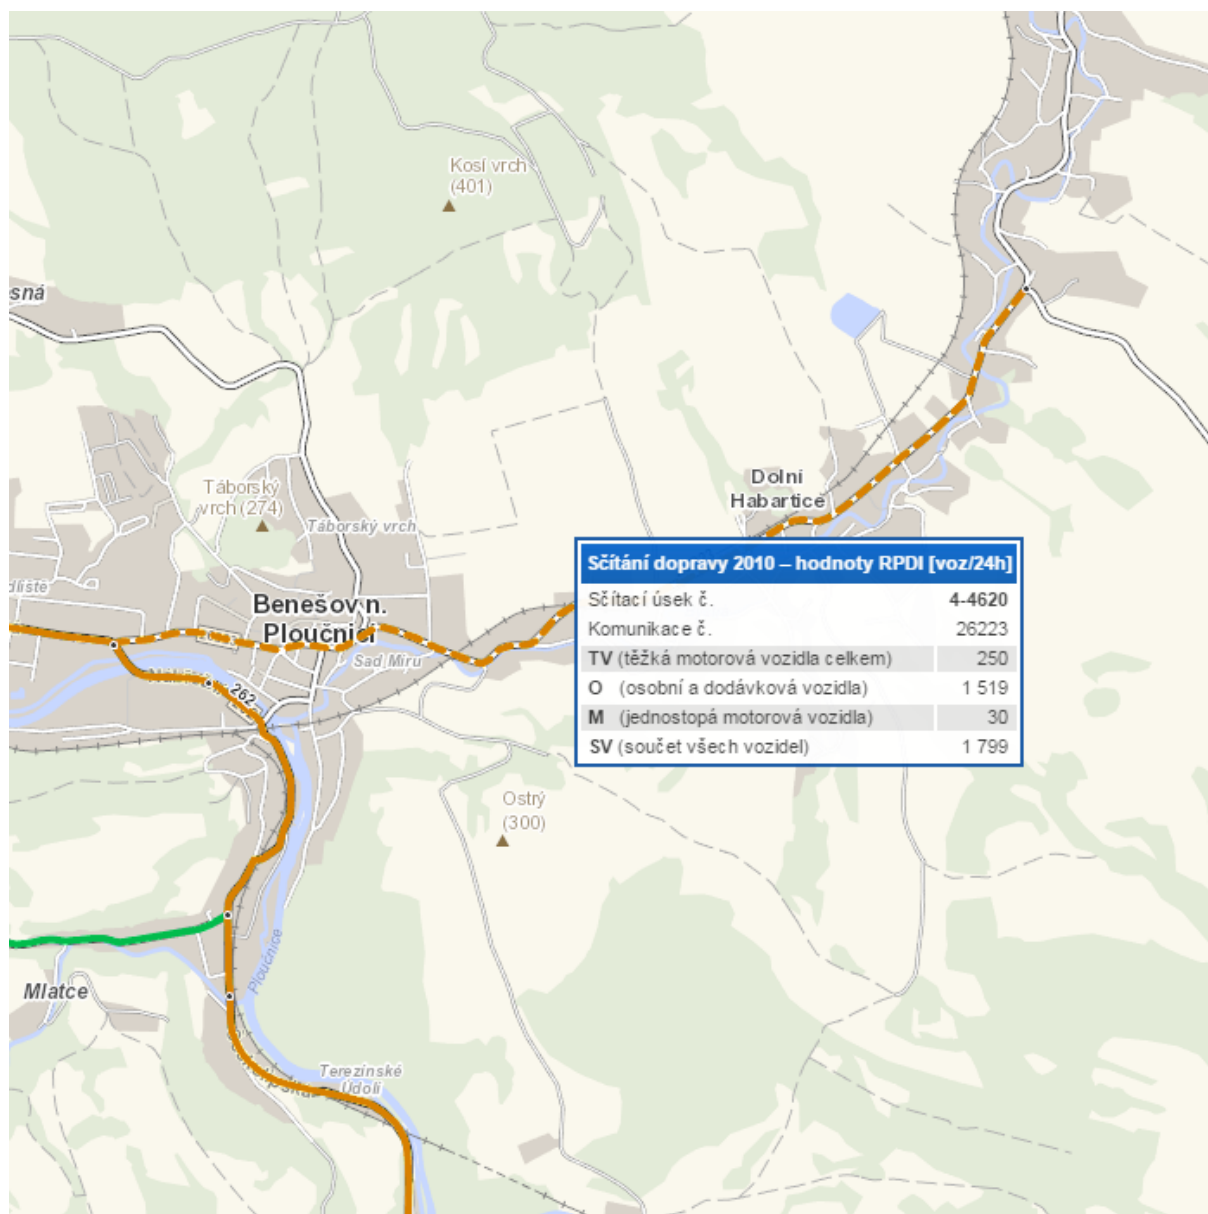 Kosí vrch
(401)
sná
Dolní
Habartice
Táborský
vrch (274)
Táborský vrch
Sčítání dopravy 2010 – hodnoty RPDI [voz/24h]
Sčítací úsek č. 4-4620
Komunikace č. 26223
TV (těžká motorová vozidla celkem) 250
O (osobní a dodávková vozidla) 1 519
M (jednostopá motorová vozidla) 30
SV (součet všech vozidel) 1 799
dliště
Benešov n.
Ploučnicí
Sad Míru
262
Ostrý
(300)
Ploučnice
Mlatce
Terezínské
Údolí